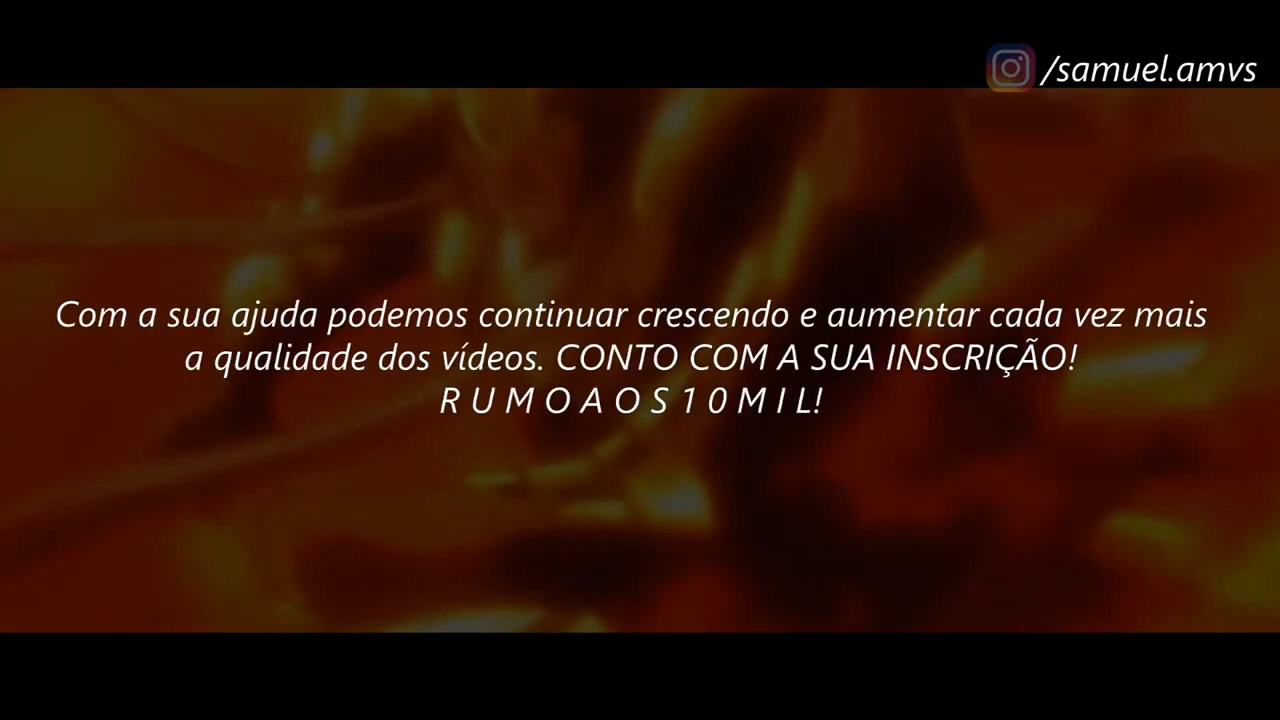 /samuel.amvs
Com a sua ajuda podemos continuar crescendo e aumentar cada vez mais
a qualidade dos vídeos. CONTO COM A SUA INSCRIÇÃO!
R U M O A O S 1 0 M I L!